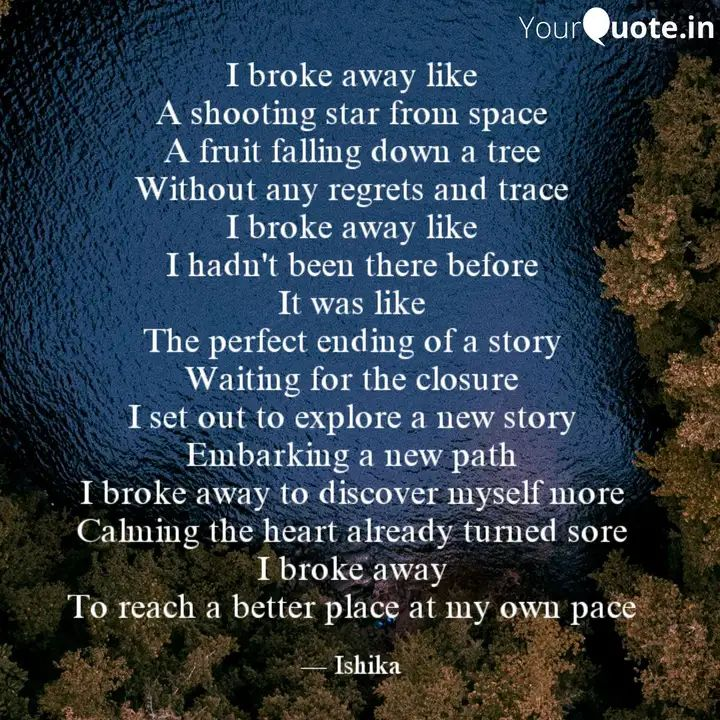 YourQuote.in
I broke away like
A shooting star from space
A fruit falling down a tree
Without any regrets and trace
I broke away like
I hadn't been there before
It was like
The perfect ending of a story
Waiting for the closure
I set out to explore a new story
Embarking a new path
I broke away to discover myself more
Calming the heart already turned sore
I broke away
To reach a better place at my own pace
— Ishika